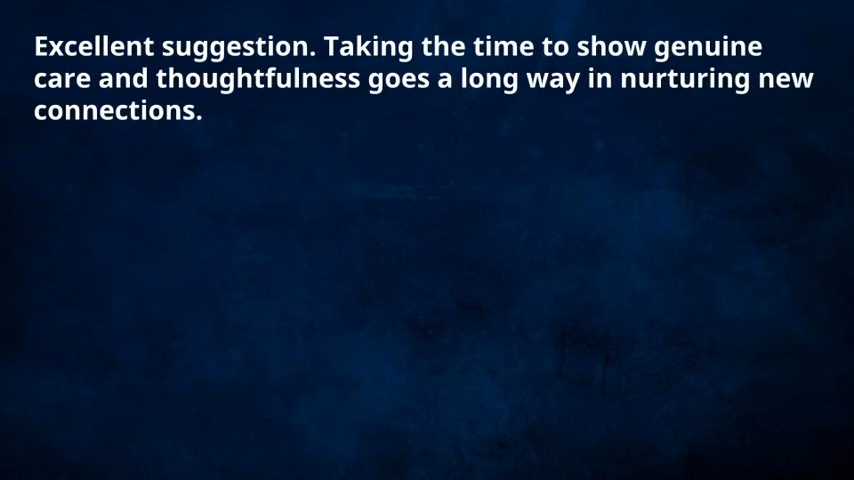 Excellent suggestion. Taking the time to show genuine
care and thoughtfulness goes a long way in nurturing new
connections.